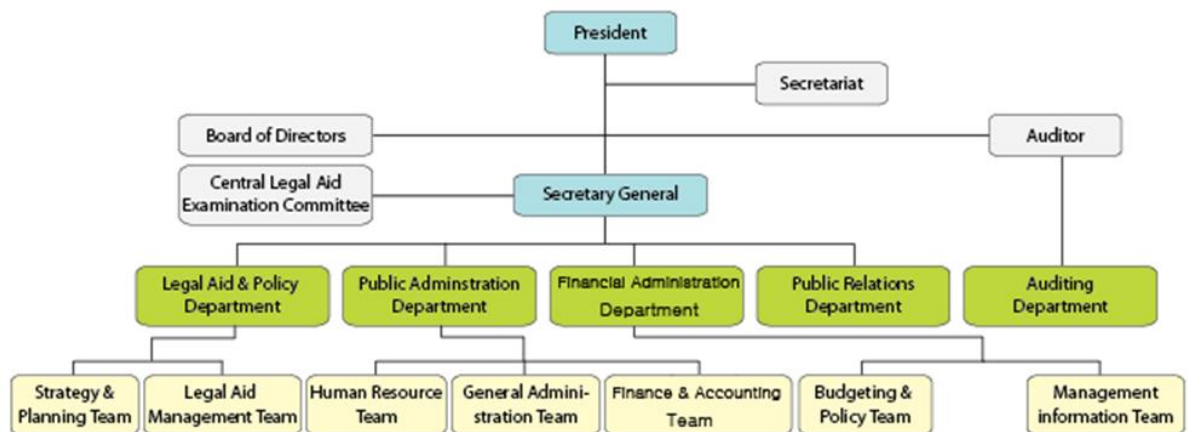 President
Secretariat
Board of Directors
Auditor
Central Legal Aid
Examination Committee
Secretary General
Legal Aid & Policy
Department
Public Adminstration
Department
Financial Administration
Department
Public Relations
Department
Auditing
Department
Strategy &
Planning Team
Legal Aid
Management Team
Human Resource
Team
General Admini-
stration Team
Finance & Accounting
Team
Budgeting &
Policy Team
Management
information Team